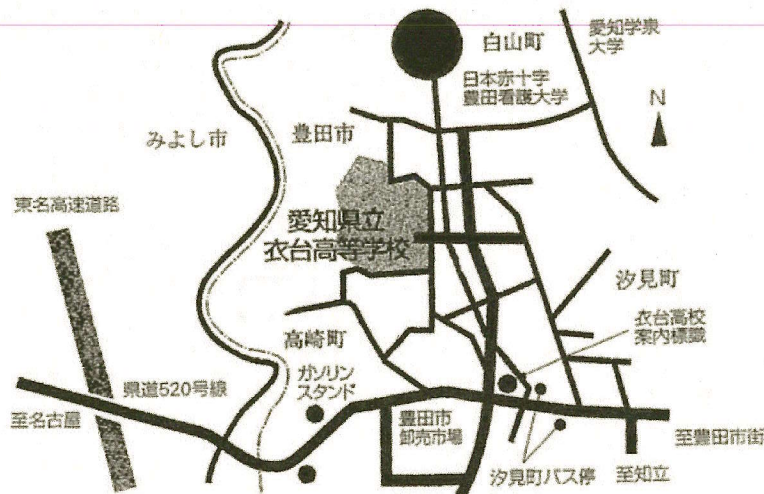 白山町
愛知学泉
大学
日本赤十字
豊田看護大学
N
みよし市
豊田市
東名高速道路
愛知県立
衣台高等学校
汐見町
衣台高校
案内標識
高崎町
ガソリン
スタンド
県道520号線
至名古屋
豊田市
卸売市場
至豊田市街
汐見町バス停
至知立